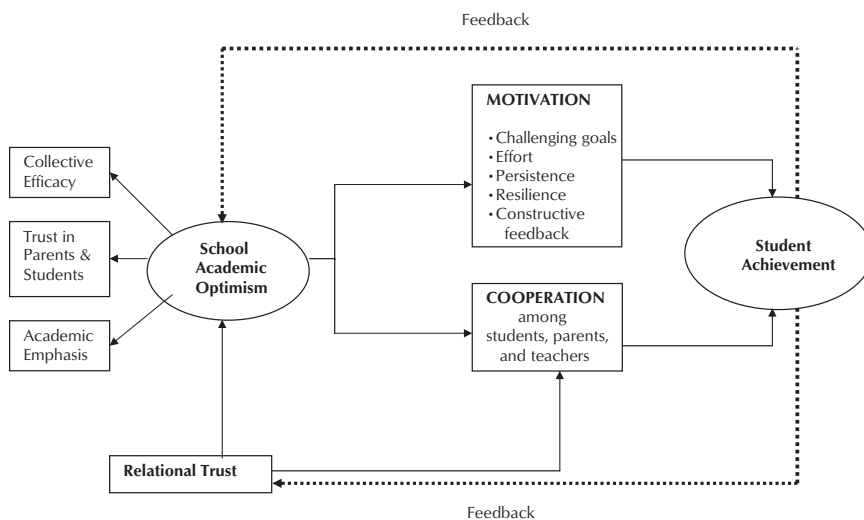 Feedback
MOTIVATION
• Challenging goals
• Effort
• Persistence
• Resilience
• Constructive
feedback
Collective
Efficacy
Trust in
Parents &
Students
Academic
Emphasis
School
Academic
Optimism
Student
Achievement
COOPERATION
among
students, parents,
and teachers
Relational Trust
Feedback